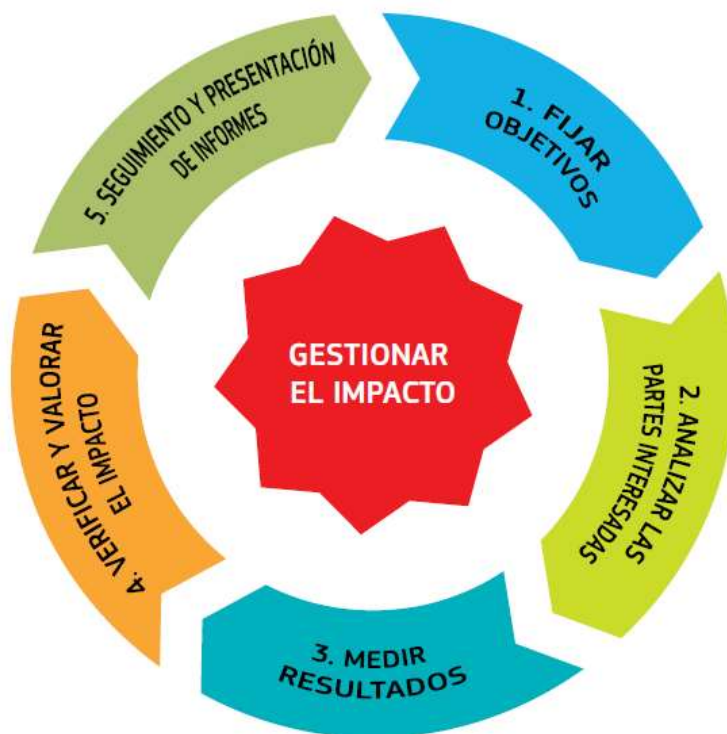 1. FIJAR
OBJETIVOS
2. ANALIZAR LAS
PARTES INTERESADAS
3. MEDIR
RESULTADOS
4. VERIFICAR Y VALORAR
EL IMPACTO
5. SEGUIMIENTO Y PRESENTACIÓN
DE INFORMES
GESTIONAR
EL IMPACTO